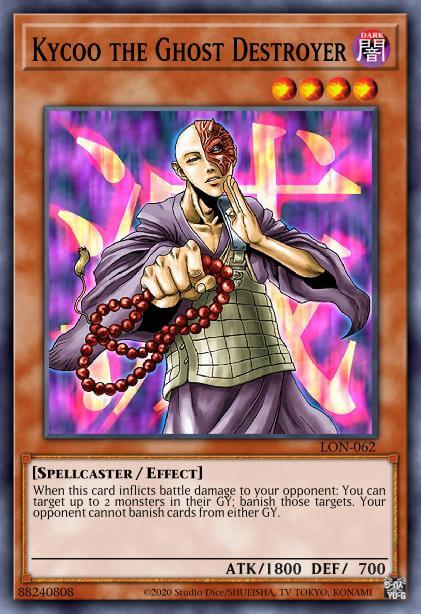 Kycoo the Ghost Destroyer
DARK
闇
LON-062
[Spellcaster / Effect]
When this card inflicts battle damage to your opponent: You can
target up to 2 monsters in their GY; banish those targets. Your
opponent cannot banish cards from either GY.
ATK/1800 DEF/ 700
88240808
©2020 Studio Dice/SHUEISHA, TV TOKYO, KONAMI